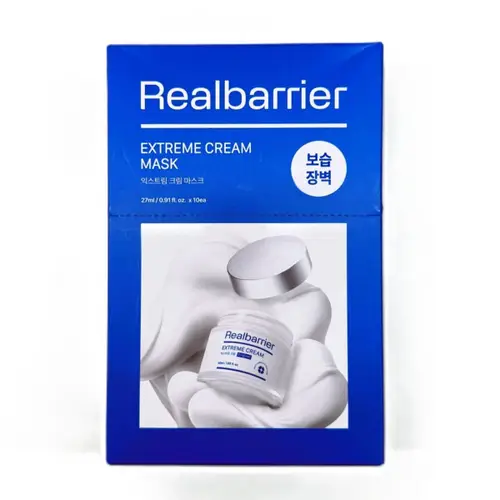 Realbarrier
EXTREME CREAM
MASK
익스트림 크림 마스크
27ml / 0.91 fl. oz. x 10ea
보습
장벽
Realbarrier
EXTREME CREAM